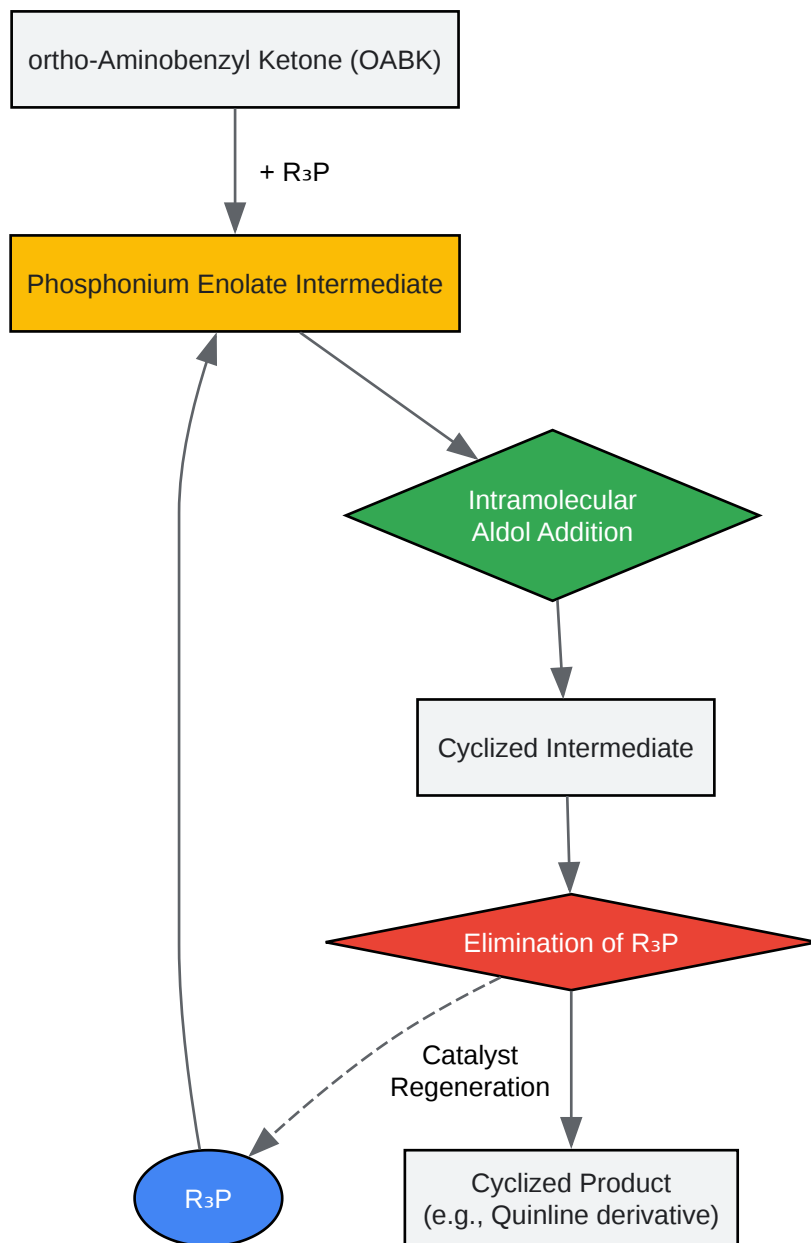 ortho-Aminobenzyl Ketone (OABK)
+ R₃P
Phosphonium Enolate Intermediate
Intramolecular
Aldol Addition
Cyclized Intermediate
Elimination of R₃P
Catalyst
Regeneration
R₃P
Cyclized Product
(e.g., Quinline derivative)